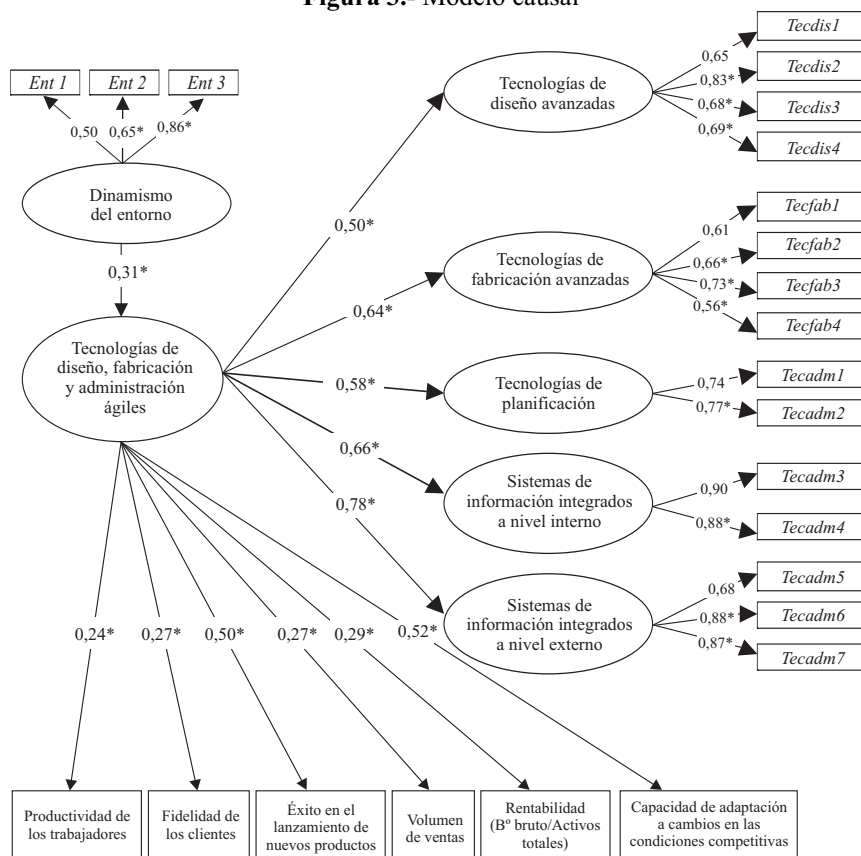 Figura 3.- Modelo causal
Ent 1
Ent 2
Ent 3
0,50
0,65*
0,86*
Dinamismo
del entorno
0,31*
Tecnologías de
diseño, fabricación
y administración
ágiles
0,50*
0,64*
0,58*
0,66*
0,78*
Tecnologías de
diseño avanzadas
0,65
0,83*
0,68*
0,69*
Tecdis1
Tecdis2
Tecdis3
Tecdis4
Tecnologías de
fabricación avanzadas
0,61
0,66*
0,73*
0,56*
Tecfab1
Tecfab2
Tecfab3
Tecfab4
Tecnologías de
planificación
0,74
0,77*
Tecadm1
Tecadm2
Sistemas de
información integrados
a nivel interno
0,90
0,88*
Tecadm3
Tecadm4
Sistemas de
información integrados
a nivel externo
0,68
0,88*
0,87*
Tecadm5
Tecadm6
Tecadm7
0,24*
0,27*
0,50*
0,27*
0,29*
0,52*
Productividad de
los trabajadores
Fidelidad de
los clientes
Éxito en el
lanzamiento de
nuevos productos
Volumen
de ventas
Rentabilidad
(Bº bruto/Activos
totales)
Capacidad de adaptación
a cambios en las
condiciones competitivas